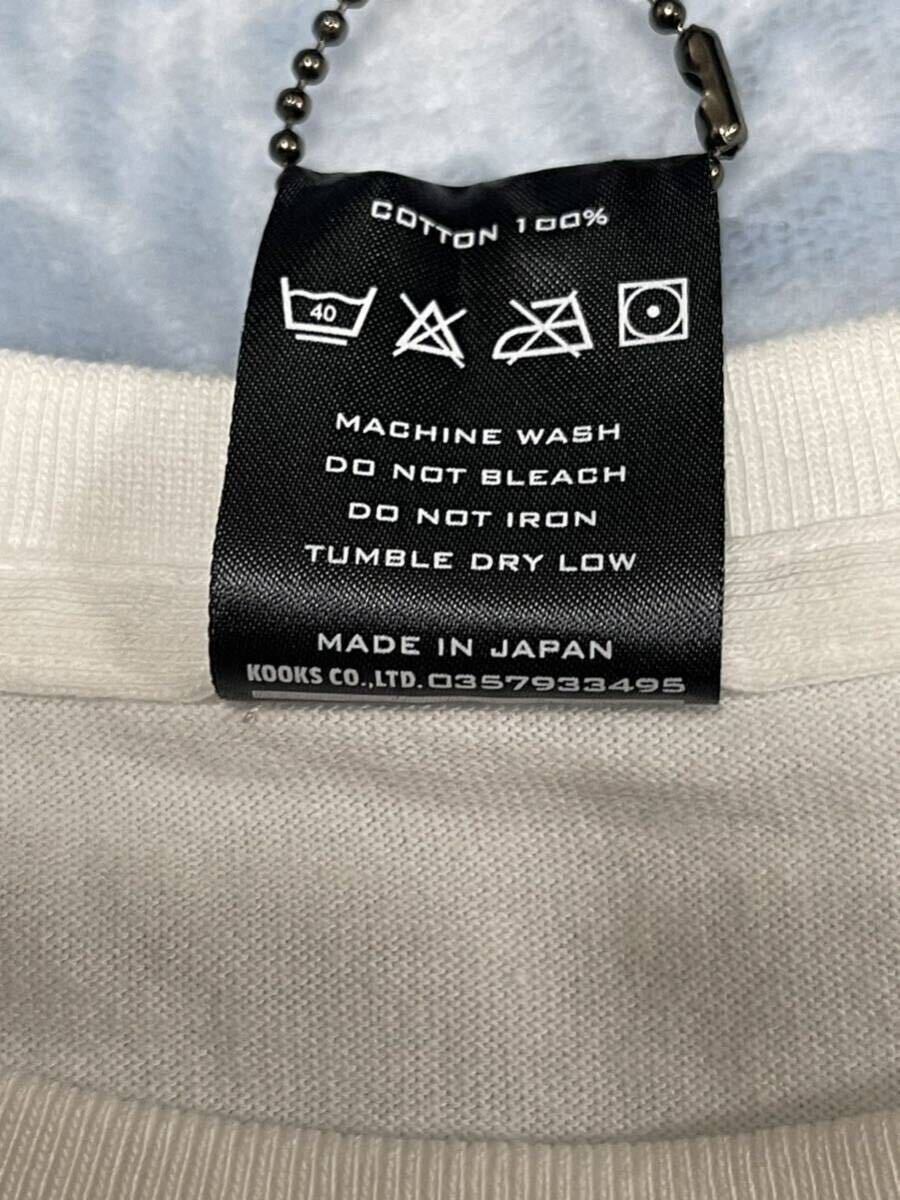 COTTON 100%
40
MACHINE WASH
DO NOT BLEACH
DO NOT IRON
TUMBLE DRY LOW
MADE IN JAPAN
KOOKS CO.,LTD.0357933495